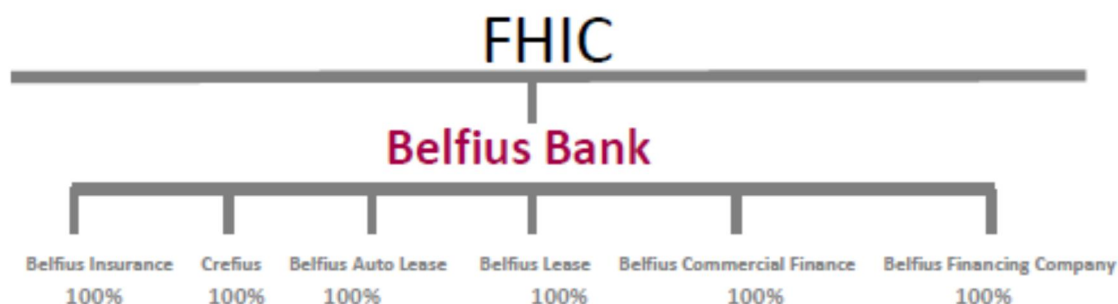 FHIC
Belfius Bank
Belfius Insurance Crefius Belfius Auto Lease Belfius Lease Belfius Commercial Finance Belfius Financing Company
100% 100% 100% 100% 100% 100%